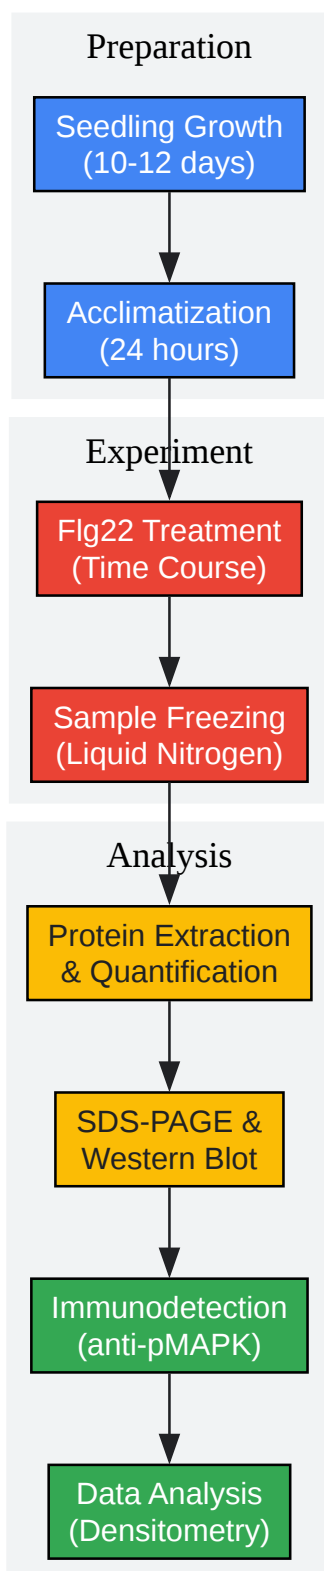 Preparation
Seedling Growth
(10-12 days)
Acclimatization
(24 hours)
Experiment
Flg22 Treatment
(Time Course)
Sample Freezing
(Liquid Nitrogen)
Analysis
Protein Extraction
& Quantification
SDS-PAGE &
Western Blot
Immunodetection
(anti-pMAPK)
Data Analysis
(Densitometry)